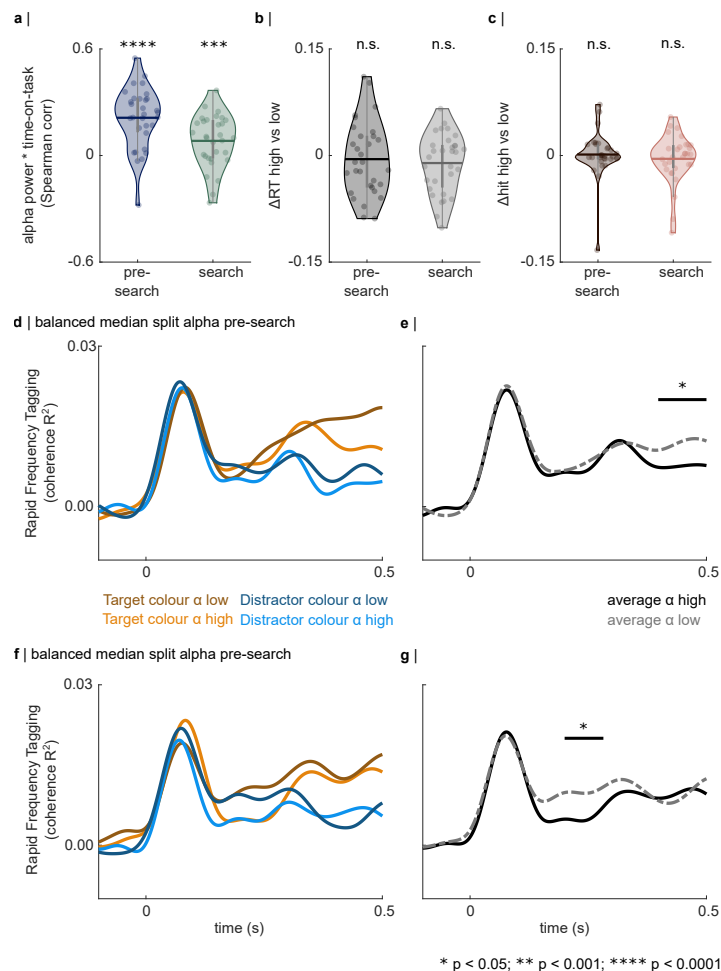 a |
b |
c |
****
***
n.s.
n.s.
n.s.
n.s.
alpha power * time-on-task
(Spearman corr)
0.6
0
-0.6
pre-
search
search
ΔRT high vs low
0.15
0
-0.15
pre-
search
search
Δhit high vs low
0.15
0
-0.15
pre-
search
search
d | balanced median split alpha pre-search
e |
Rapid Frequency Tagging
(coherence R²)
0.03
0.00
0
0.5
*
0
0.5
Target colour α low
Distractor colour α low
Target colour α high
Distractor colour α high
average α high
average α low
f | balanced median split alpha pre-search
g |
Rapid Frequency Tagging
(coherence R²)
0.03
0.00
0
0.5
time (s)
*
0
0.5
time (s)
* p < 0.05; ** p < 0.001; **** p < 0.0001